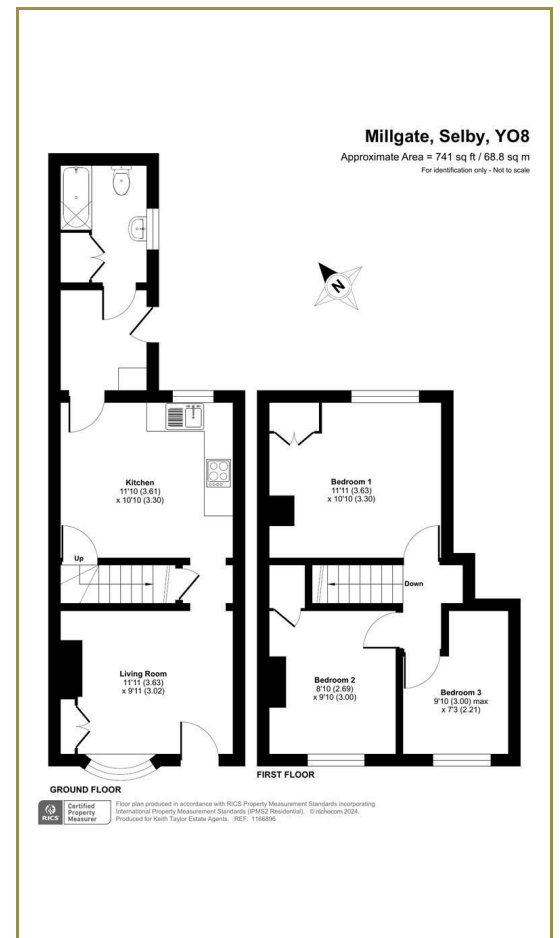 Millgate, Selby, YO8
Approximate Area = 741 sq ft / 68.8 sq m
For identification only - Not to scale
N
Kitchen
11'10 (3.61)
x 10'10 (3.30)
Up
Living Room
11'11 (3.63)
x 9'11 (3.02)
Bedroom 1
11'11 (3.63)
x 10'10 (3.30)
Down
Bedroom 2
8'10 (2.69)
x 9'10 (3.00)
Bedroom 3
9'10 (3.00) max
x 7'3 (2.21)
GROUND FLOOR
FIRST FLOOR
RICS
Certified
Property
Measurer
Floor plan produced in accordance with RICS Property Measurement Standards incorporating
International Property Measurement Standards (IPMS2 Residential). © nichecom 2024.
Produced for Keith Taylor Estate Agents. REF: 1166896